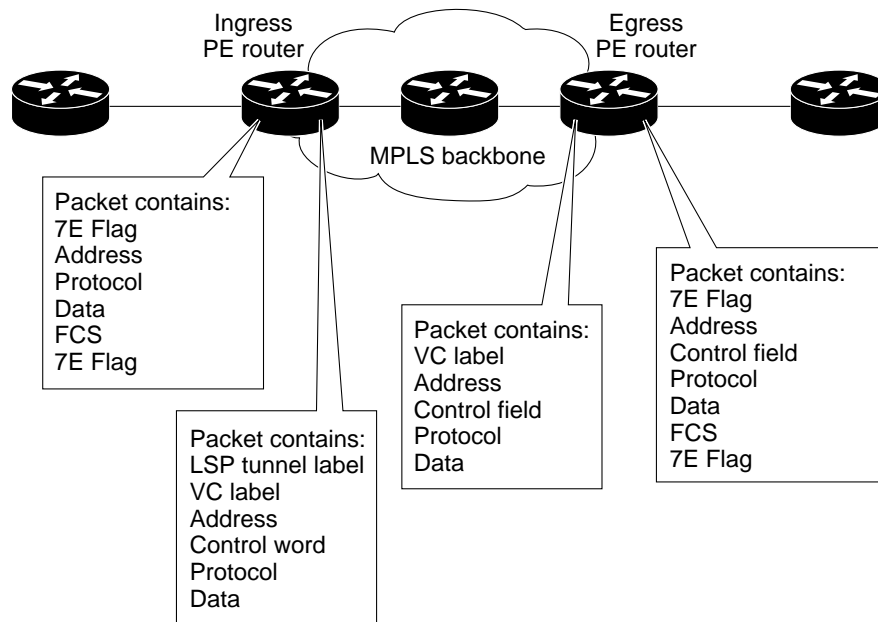 Ingress
PE router
Egress
PE router
MPLS backbone
Packet contains:
7E Flag
Address
Protocol
Data
FCS
7E Flag
Packet contains:
LSP tunnel label
VC label
Address
Control word
Protocol
Data
Packet contains:
VC label
Address
Control field
Protocol
Data
Packet contains:
7E Flag
Address
Control field
Protocol
Data
FCS
7E Flag